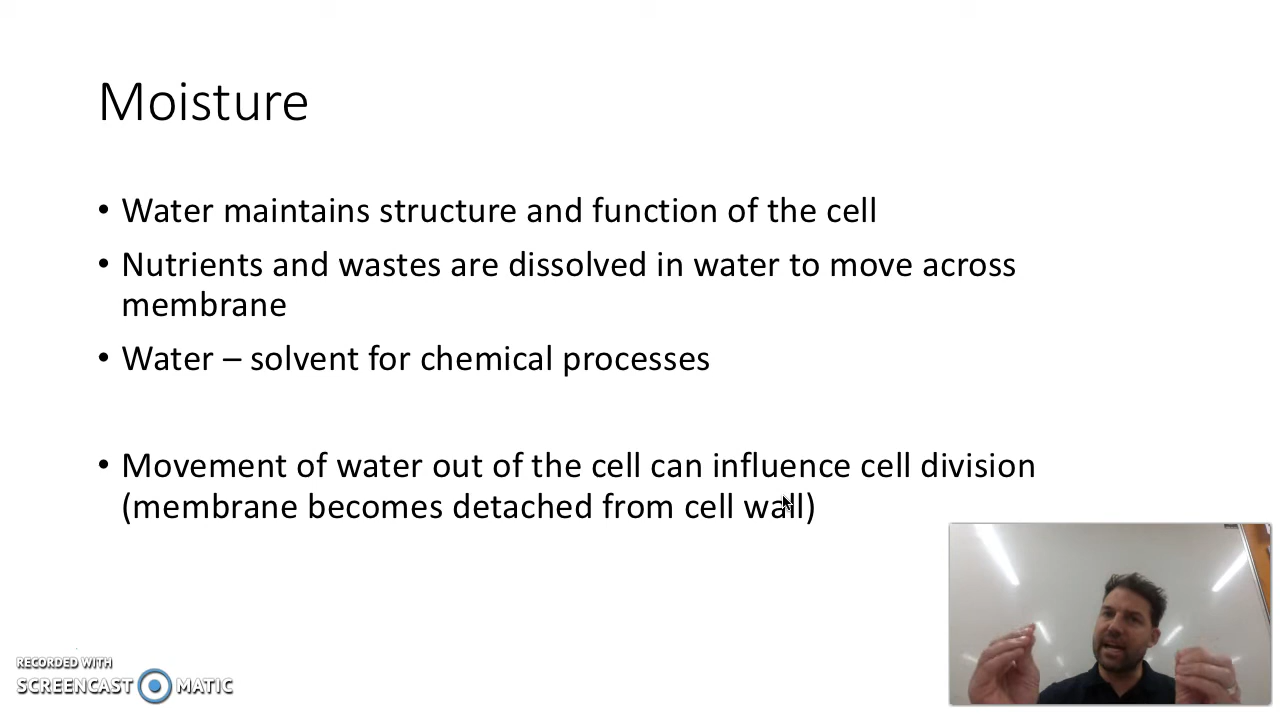 Moisture
• Water maintains structure and function of the cell
• Nutrients and wastes are dissolved in water to move across
membrane
• Water – solvent for chemical processes
• Movement of water out of the cell can influence cell division
(membrane becomes detached from cell wall)
RECORDED WITH
SCREENCAST MATIC